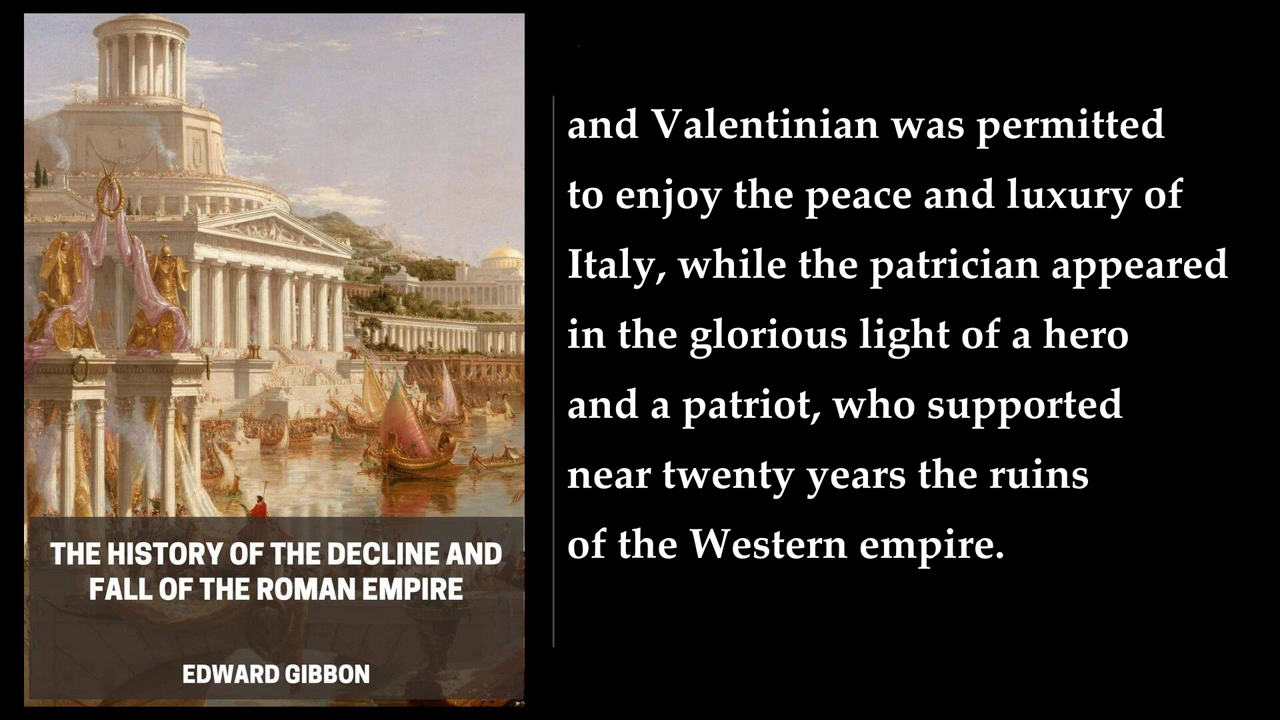 THE HISTORY OF THE DECLINE AND
FALL OF THE ROMAN EMPIRE
EDWARD GIBBON
and Valentinian was permitted
to enjoy the peace and luxury of
Italy, while the patrician appeared
in the glorious light of a hero
and a patriot, who supported
near twenty years the ruins
of the Western empire.